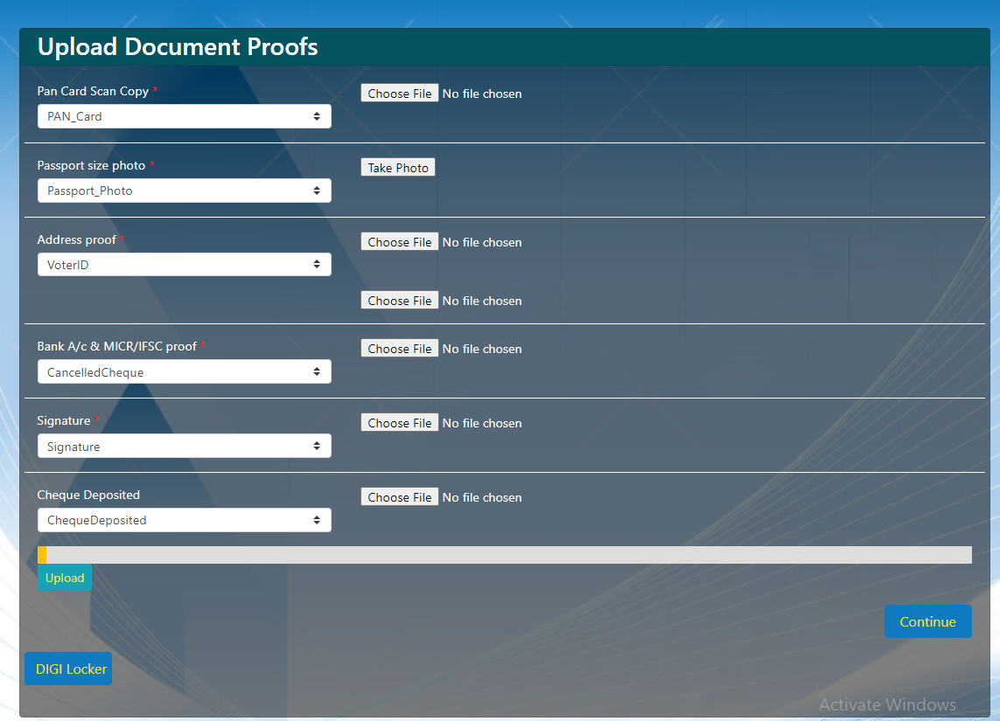 Upload Document Proofs
Pan Card Scan Copy *
Choose File No file chosen
PAN_Card
Passport size photo *
Take Photo
Passport_Photo
Address proof *
Choose File No file chosen
VoterID
Choose File No file chosen
Bank A/c & MICR/IFSC proof *
Choose File No file chosen
CancelledCheque
Signature *
Choose File No file chosen
Signature
Cheque Deposited
Choose File No file chosen
ChequeDeposited
Upload
Continue
DIGI Locker
Activate Windows